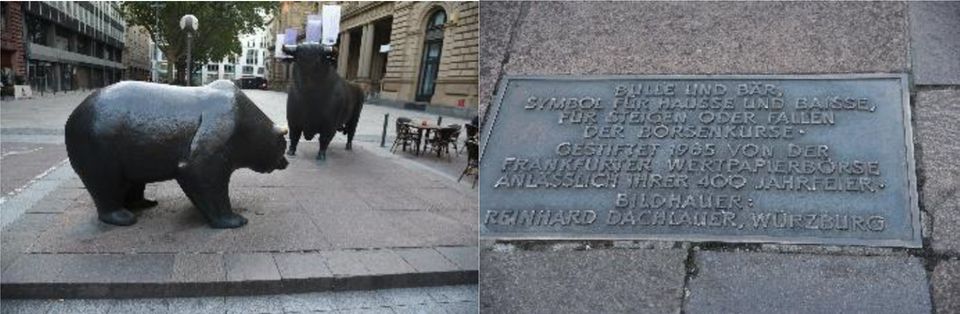 BULLE UND BÄR,
SYMBOL FÜR HAUSSE UND BAISSE,
FÜR STEIGEN ODER FALLEN
DER BÖRSENKURSE.
GESTIFTET 1985 VON DER
FRANKFURTER WERTPAPIERBÖRSE
ANLÄSSLICH IHRER 400 JAHRFEIER.
BILDHAUER:
REINHARD DACHLAUER, WÜRZBURG